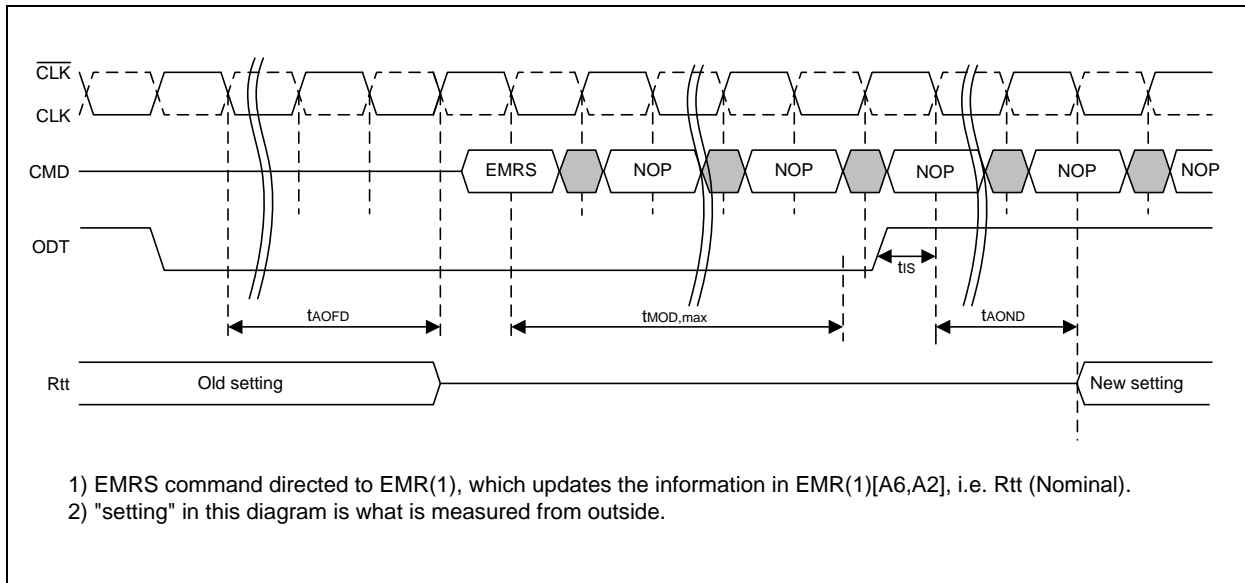 CLK
CLK
CMD
EMRS
NOP
NOP
NOP
NOP
NOP
ODT
tIS
tAOFD
tMOD,max
tAOND
Rtt
Old setting
New setting
1) EMRS command directed to EMR(1), which updates the information in EMR(1)[A6,A2], i.e. Rtt (Nominal).
2) "setting" in this diagram is what is measured from outside.